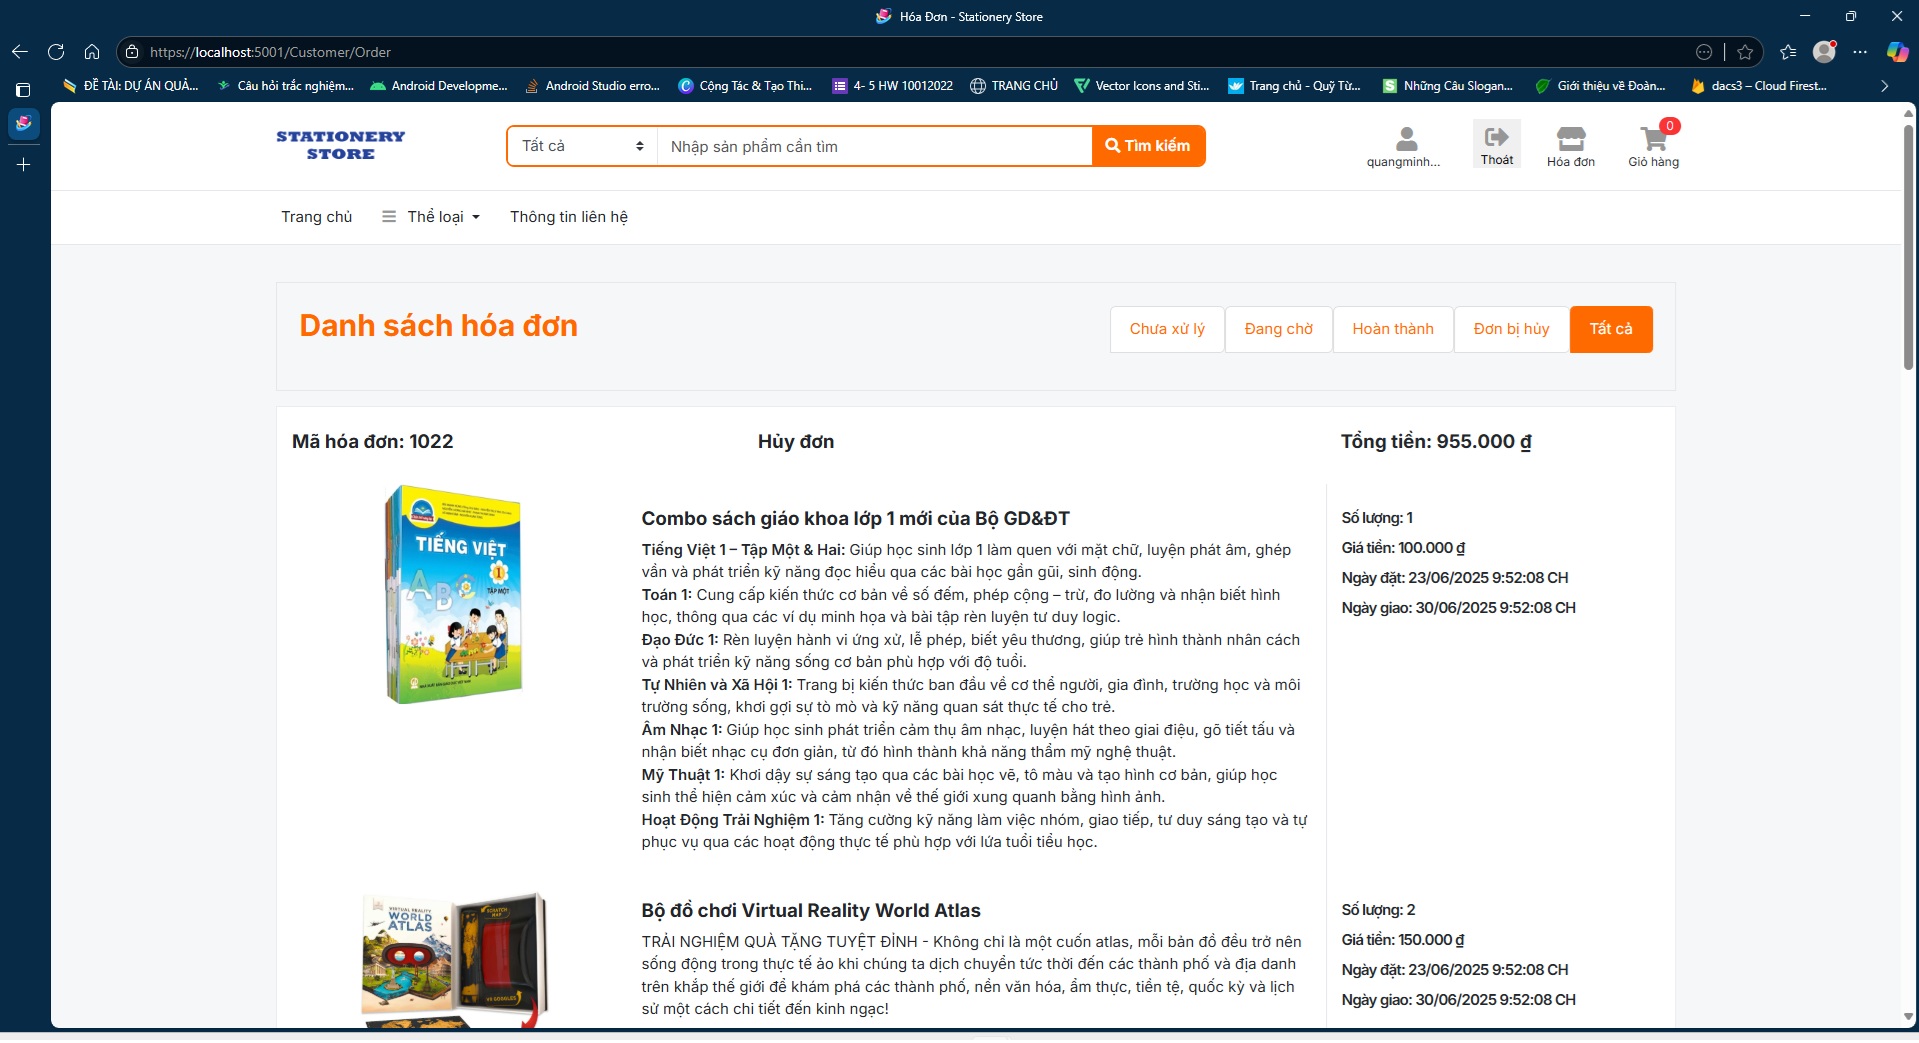 Hóa Đơn - Stationery Store
https://localhost:5001/Customer/Order
ĐỀ TÀI: DỰ ÁN QUẢ...
Câu hỏi trắc nghiệm...
Android Developme...
Android Studio erro...
Cộng Tác & Tạo Thi...
4- 5 HW 10012022
TRANG CHỦ
Vector Icons and Sti...
Trang chủ - Quỹ Từ...
Những Câu Slogan...
Giới thiệu về Đoàn...
dacs3 – Cloud Firest...
STATIONERY
STORE
Tất cả
Nhập sản phẩm cần tìm
Tìm kiếm
quangminh...
Thoát
Hóa đơn
0
Giỏ hàng
Trang chủ
Thể loại
Thông tin liên hệ
Danh sách hóa đơn
Chưa xử lý
Đang chờ
Hoàn thành
Đơn bị hủy
Tất cả
Mã hóa đơn: 1022
Hủy đơn
Tổng tiền: 955.000 ₫
TIẾNG VIỆT
1
TẬP MỘT
ABC
Combo sách giáo khoa lớp 1 mới của Bộ GD&ĐT
Tiếng Việt 1 – Tập Một & Hai: Giúp học sinh lớp 1 làm quen với mặt chữ, luyện phát âm, ghép
vần và phát triển kỹ năng đọc hiểu qua các bài học gần gũi, sinh động.
Toán 1: Cung cấp kiến thức cơ bản về số đếm, phép cộng – trừ, đo lường và nhận biết hình
học, thông qua các ví dụ minh họa và bài tập rèn luyện tư duy logic.
Đạo Đức 1: Rèn luyện hành vi ứng xử, lễ phép, biết yêu thương, giúp trẻ hình thành nhân cách
và phát triển kỹ năng sống cơ bản phù hợp với độ tuổi.
Tự Nhiên và Xã Hội 1: Trang bị kiến thức ban đầu về cơ thể người, gia đình, trường học và môi
trường sống, khơi gợi sự tò mò và kỹ năng quan sát thực tế cho trẻ.
Âm Nhạc 1: Giúp học sinh phát triển cảm thụ âm nhạc, luyện hát theo giai điệu, gõ tiết tấu và
nhận biết nhạc cụ đơn giản, từ đó hình thành khả năng thẩm mỹ nghệ thuật.
Mỹ Thuật 1: Khơi dậy sự sáng tạo qua các bài học vẽ, tô màu và tạo hình cơ bản, giúp học
sinh thể hiện cảm xúc và cảm nhận về thế giới xung quanh bằng hình ảnh.
Hoạt Động Trải Nghiệm 1: Tăng cường kỹ năng làm việc nhóm, giao tiếp, tư duy sáng tạo và tự
phục vụ qua các hoạt động thực tế phù hợp với lứa tuổi tiểu học.
Số lượng: 1
Giá tiền: 100.000 ₫
Ngày đặt: 23/06/2025 9:52:08 CH
Ngày giao: 30/06/2025 9:52:08 CH
VIRTUAL REALITY
WORLD
ATLAS
SCRATCH
MAP
VR GOGGLES
Bộ đồ chơi Virtual Reality World Atlas
TRẢI NGHIỆM QUÀ TẶNG TUYỆT ĐỈNH - Không chỉ là một cuốn atlas, mỗi bản đồ đều trở nên
sống động trong thực tế ảo khi chúng ta dịch chuyển tức thời đến các thành phố và địa danh
trên khắp thế giới để khám phá các thành phố, nền văn hóa, ẩm thực, tiền tệ, quốc kỳ và lịch
sử một cách chi tiết đến kinh ngạc!
Số lượng: 2
Giá tiền: 150.000 ₫
Ngày đặt: 23/06/2025 9:52:08 CH
Ngày giao: 30/06/2025 9:52:08 CH